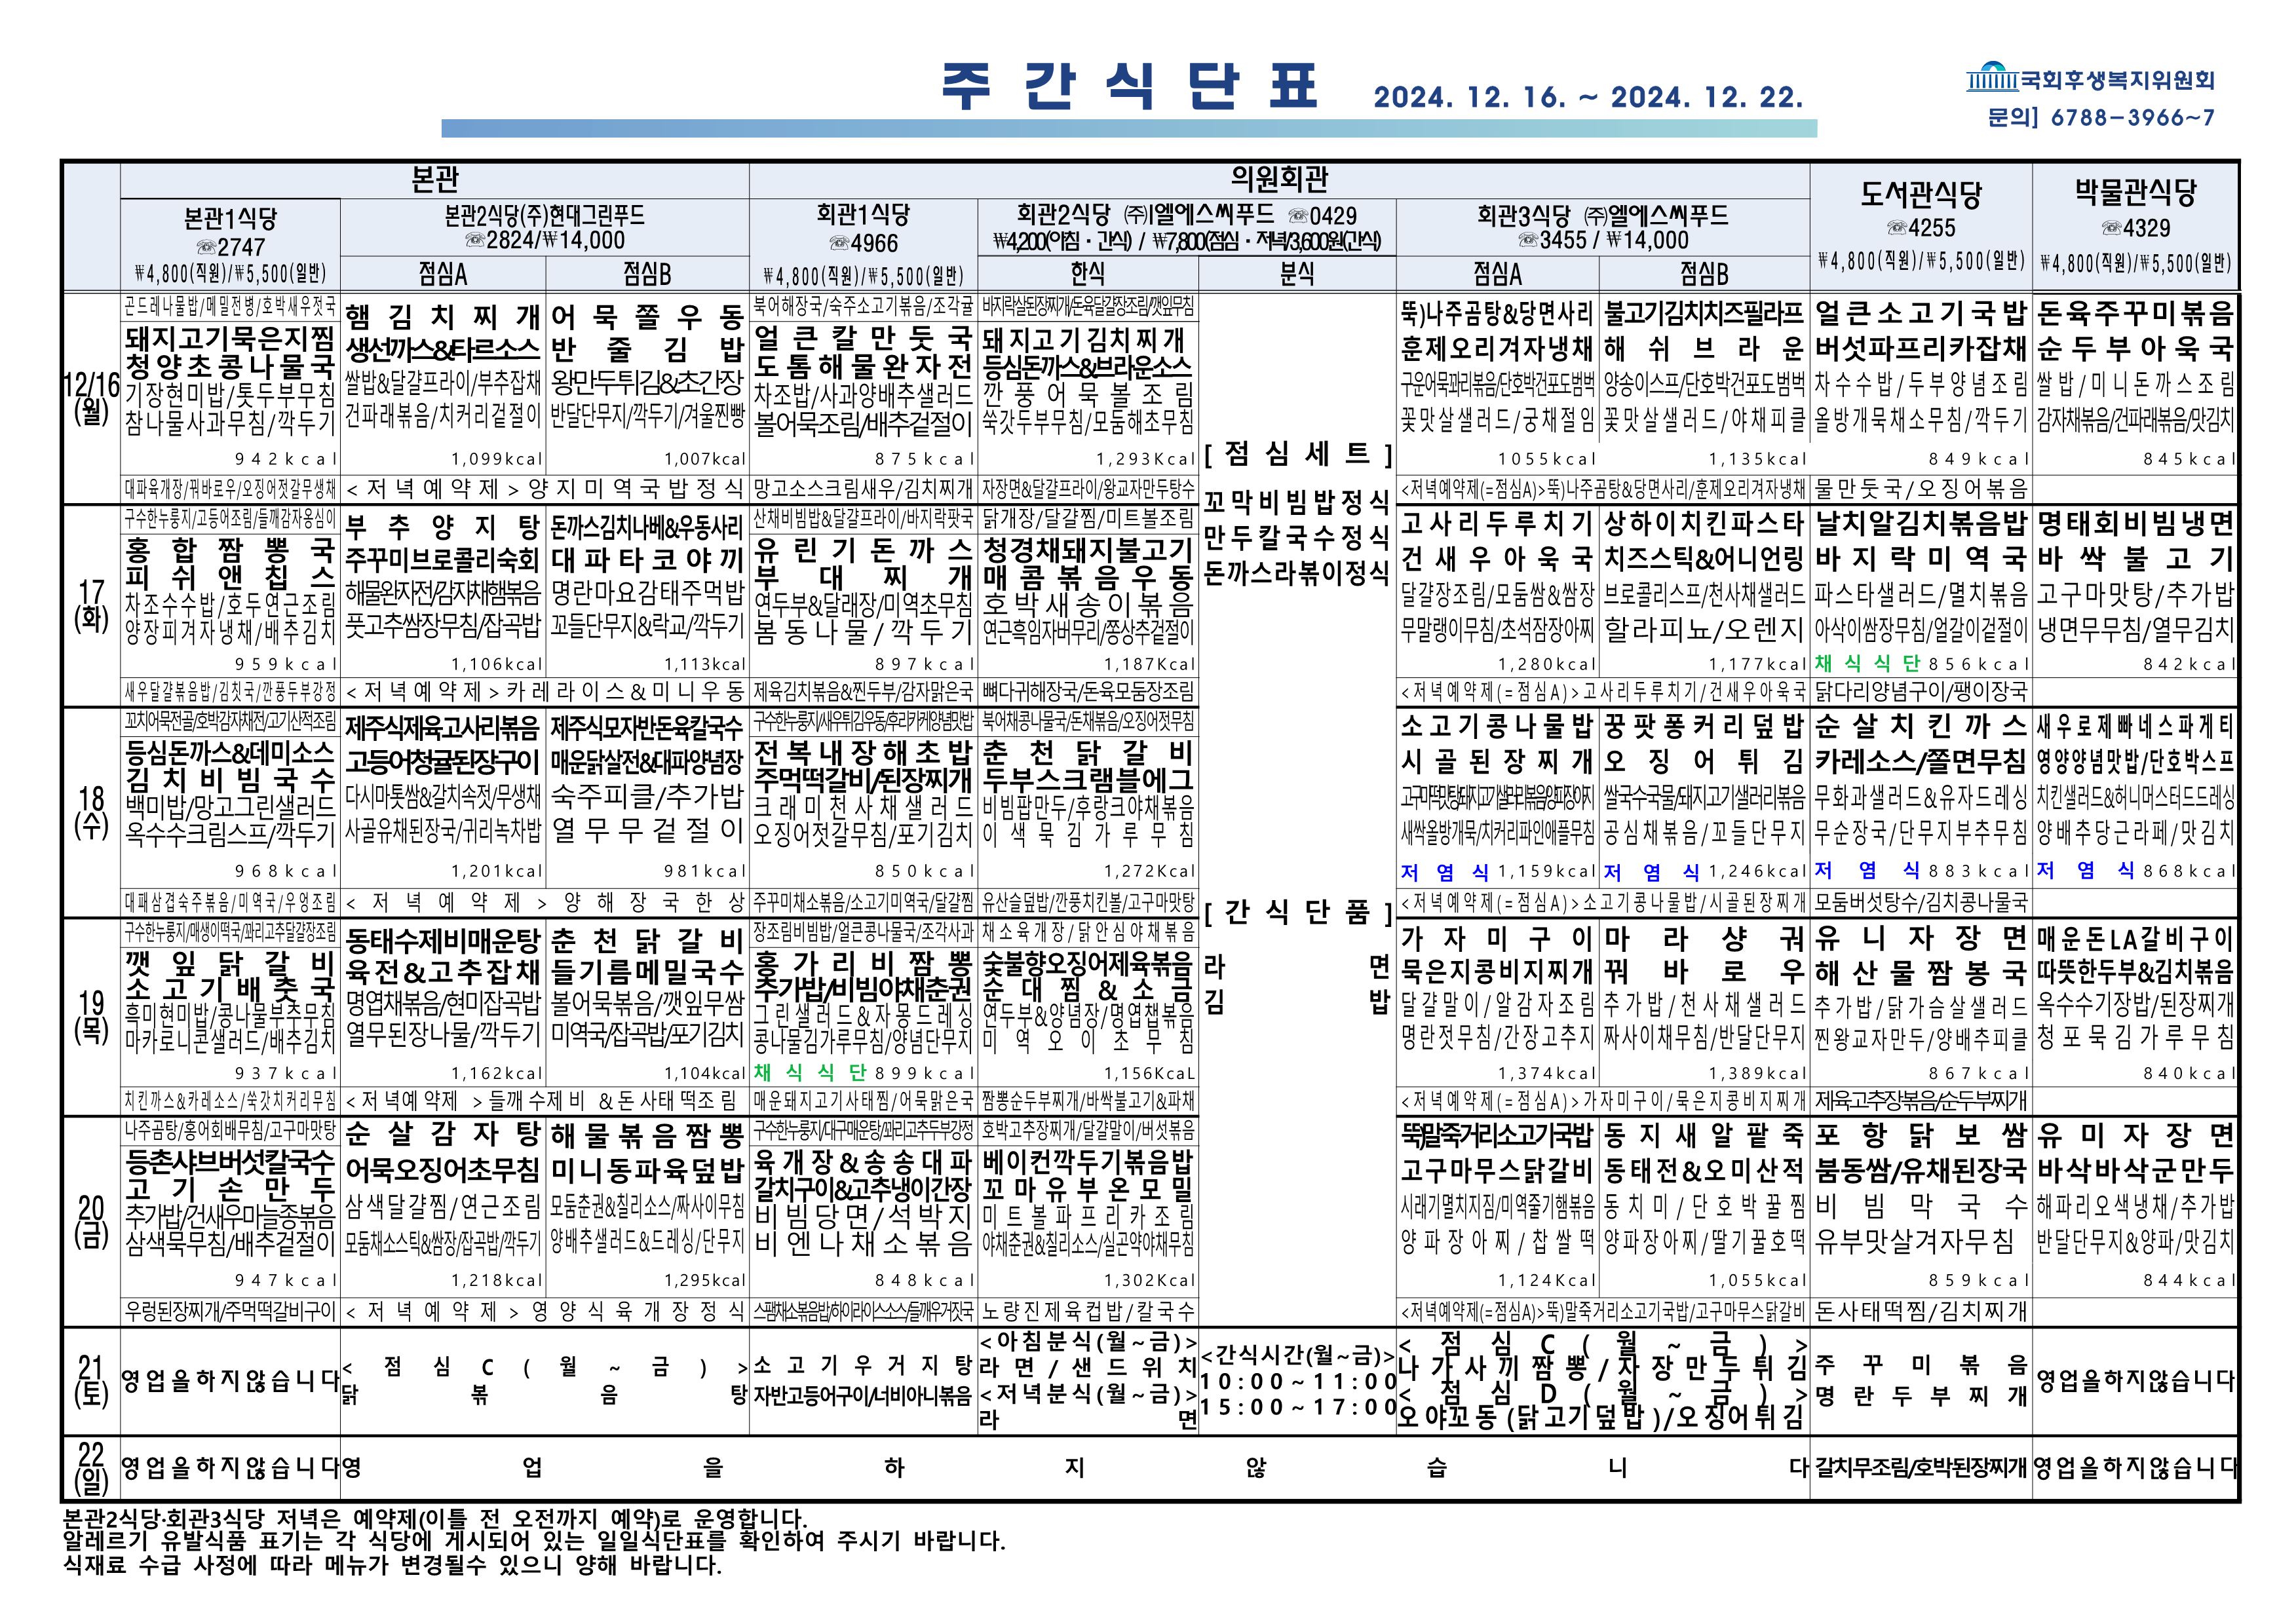 주간식단표 2024. 12. 16. ~ 2024. 12. 22.
국회후생복지위원회
문의] 6788-3966~7
본관 의원회관 도서관식당 박물관식당
☏4255 ☏4329
₩4,800(직원)/₩5,500(일반) ₩4,800(직원)/₩5,500(일반)
본관1식당 본관2식당(주)현대그린푸드 회관1식당 회관2식당 ㈜엘에스씨푸드 ☏0429 회관3식당 ㈜엘에스씨푸드
☏2747 ☏2824/₩14,000 ☏4966 ₩4,200(아침·간식) / ₩7,800(점심·저녁/3,600원(간식) ☏3455 / ₩14,000
₩4,800(직원)/₩5,500(일반) 점심A 점심B ₩4,800(직원)/₩5,500(일반) 한식 분식 점심A 점심B
12/16
(월)
곤드레나물밥/메밀전병/호박새우젓국
돼지고기묵은지찜
청양초콩나물국
기장현미밥/톳두부무침
참나물사과무침/깍두기
942kcal
대파육개장/꿔바로우/오징어젓갈무생채
햄김치찌개
생선까스&타르소스
쌀밥&달걀프라이/부추잡채
건파래볶음/치커리겉절이
1,099kcal
어묵쫄우동
반줄김밥
왕만두튀김&초간장
반달단무지/깍두기/겨울찐빵
1,007kcal
<저녁예약제>양지미역국밥정식
북어해장국/숙주소고기볶음/조각귤
얼큰칼만둣국
도톰해물완자전
차조밥/사과양배추샐러드
볼어묵조림/배추겉절이
875kcal
망고소스크림새우/김치찌개
바지락살된장찌개/돈육달걀장조림/깻잎무침
돼지고기김치찌개
등심돈까스&브라운소스
깐풍어묵볼조림
쑥갓두부무침/모둠해초무침
1,293Kcal
자장면&달걀프라이/왕교자만두탕수
[점심세트]
꼬막비빔밥정식
만두칼국수정식
돈까스라볶이정식
[간식단품]
라면
김밥
뚝)나주곰탕&당면사리
훈제오리겨자냉채
구운어묵꽈리볶음/단호박건포도범벅
꽃맛살샐러드/궁채절임
1055kcal
불고기김치치즈필라프
해쉬브라운
양송이스프/단호박건포도범벅
꽃맛살샐러드/야채피클
1,135kcal
<저녁예약제(=점심A)>뚝)나주곰탕&당면사리/훈제오리겨자냉채
얼큰소고기국밥
버섯파프리카잡채
차수수밥/두부양념조림
올방개묵채소무침/깍두기
849kcal
물만둣국/오징어볶음
돈육주꾸미볶음
순두부아욱국
쌀밥/미니돈까스조림
감자채볶음/건파래볶음/맛김치
845kcal
17
(화)
구수한누룽지/고등어조림/들깨감자옹심이
홍합짬뽕국
피쉬앤칩스
차조수수밥/호두연근조림
양장피겨자냉채/배추김치
959kcal
새우달걀볶음밥/김치국/깐풍두부강정
부추양지탕
주꾸미브로콜리숙회
해물완자전/감자채햄볶음
풋고추쌈장무침/잡곡밥
1,106kcal
돈까스김치나베&우동사리
대파타코야끼
명란마요감태주먹밥
꼬들단무지&락교/깍두기
1,113kcal
<저녁예약제>카레라이스&미니우동
산채비빔밥&달걀프라이/바지락팟국
유린기돈까스
부대찌개
연두부&달래장/미역초무침
봄동나물/깍두기
897kcal
제육김치볶음&찐두부/감자맑은국
닭개장/달걀찜/미트볼조림
청경채돼지불고기
매콤볶음우동
호박새송이볶음
연근흑임자버무리/쫑상추겉절이
1,187Kcal
뼈다귀해장국/돈육모둠장조림
고사리두루치기
건새우아욱국
달걀장조림/모둠쌈&쌈장
무말랭이무침/초석잠장아찌
1,280kcal
상하이치킨파스타
치즈스틱&어니언링
브로콜리스프/천사채샐러드
할라피뇨/오렌지
1,177kcal
<저녁예약제(=점심A)>고사리두루치기/건새우아욱국
날치알김치볶음밥
바지락미역국
파스타샐러드/멸치볶음
아삭이쌈장무침/얼갈이겉절이
채식식단 856kcal
닭다리양념구이/팽이장국
명태회비빔냉면
바싹불고기
고구마맛탕/추가밥
냉면무무침/열무김치
842kcal
18
(수)
꼬치어묵전골/호박감자채전/고기산적조림
등심돈까스&데미소스
김치비빔국수
백미밥/망고그린샐러드
옥수수크림스프/깍두기
968kcal
대패삼겹숙주볶음/미역국/우엉조림
제주식제육고사리볶음
고등어청귤된장구이
다시마톳쌈&갈치속젓/무생채
사골유채된장국/귀리녹차밥
1,201kcal
제주식모자반돈육칼국수
매운닭살전&대파양념장
숙주피클/추가밥
열무무겉절이
981kcal
<저녁예약제>양해장국한상
구수한누룽지/새우튀김우동/후리카케양념맛밥
전복내장해초밥
주먹떡갈비/된장찌개
크래미천사채샐러드
오징어젓갈무침/포기김치
850kcal
주꾸미채소볶음/소고기미역국/달걀찜
북어채콩나물국/돈채볶음/오징어젓무침
춘천닭갈비
두부스크램블에그
비빔팝만두/후랑크야채볶음
이색묵김가루무침
1,272Kcal
유산슬덮밥/깐풍치킨볼/고구마맛탕
소고기콩나물밥
시골된장찌개
새싹올방개묵/치커리파인애플무침
저염식 1,159kcal
꿍팟퐁커리덮밥
오징어튀김
쌀국수국물/돼지고기샐러리볶음
공심채볶음/꼬들단무지
저염식 1,246kcal
<저녁예약제(=점심A)>소고기콩나물밥/시골된장찌개
순살치킨까스
카레소스/쫄면무침
무화과샐러드&유자드레싱
무순장국/단무지부추무침
저염식 883kcal
모둠버섯탕수/김치콩나물국
새우로제빠네스파게티
영양양념맛밥/단호박스프
치킨샐러드&허니머스터드드레싱
양배추당근라페/맛김치
저염식 868kcal
19
(목)
구수한누룽지/매생이떡국/꽈리고추달걀장조림
깻잎닭갈비
소고기배춧국
흑미현미밥/콩나물부추무침
마카로니콘샐러드/배추김치
937kcal
치킨까스&카레소스/쑥갓치커리무침
동태수제비매운탕
육전&고추잡채
명엽채볶음/현미잡곡밥
열무된장나물/깍두기
1,162kcal
춘천닭갈비
들기름메밀국수
볼어묵볶음/깻잎무쌈
미역국/잡곡밥/포기김치
1,104kcal
<저녁예약제 >들깨수제비 &돈사태떡조림
장조림비빔밥/얼큰콩나물국/조각사과
홍가리비짬뽕
추가밥/비빔야채춘권
그린샐러드&자몽드레싱
콩나물김가루무침/양념단무지
채식식단 899kcal
매운돼지고기사태찜/어묵맑은국
채소육개장/닭안심야채볶음
숯불향오징어제육볶음
순대찜&소금
연두부&양념장/명엽챕볶음
미역오이초무침
1,156KcaL
짬뽕순두부찌개/바싹불고기&파채
가자미구이
묵은지콩비지찌개
달걀말이/알감자조림
명란젓무침/간장고추지
1,374kcal
마라샹궈
꿔바로우
추가밥/천사채샐러드
짜사이채무침/반달단무지
1,389kcal
<저녁예약제(=점심A)>가자미구이/묵은지콩비지찌개
유니자장면
해산물짬봉국
추가밥/닭가슴살샐러드
찐왕교자만두/양배추피클
867kcal
제육고추장볶음/순두부찌개
매운돈LA갈비구이
따뜻한두부&김치볶음
옥수수기장밥/된장찌개
청포묵김가루무침
840kcal
20
(금)
나주곰탕/홍어회배무침/고구마맛탕
등촌샤브버섯칼국수
고기손만두
추가밥/건새우마늘종볶음
삼색묵무침/배추겉절이
947kcal
우렁된장찌개/주먹떡갈비구이
순살감자탕
어묵오징어초무침
삼색달걀찜/연근조림
모둠채소스틱&쌈장/잡곡밥/깍두기
1,218kcal
해물볶음짬뽕
미니동파육덮밥
모둠춘권&칠리소스/짜사이무침
양배추샐러드&드레싱/단무지
1,295kcal
<저녁예약제>영양식육개장정식
구수한누룽지/대구매운탕/꽈리고추두부강정
육개장&송송대파
갈치구이&고추냉이간장
비빔당면/석박지
비엔나채소볶음
848kcal
스팸채소볶음밥/하이라이스소스/들깨우거짓국
호박고추장찌개/달걀말이/버섯볶음
베이컨깍두기볶음밥
꼬마유부온모밀
미트볼파프리카조림
야채춘권&칠리소스/실곤약야채무침
1,302Kcal
노량진제육컵밥/칼국수
뚝)말죽거리소고기국밥
고구마무스닭갈비
시래기멸치지짐/미역줄기햄볶음
양파장아찌/찹쌀떡
1,124Kcal
동지새알팥죽
동태전&오미산적
동치미/단호박꿀찜
양파장아찌/딸기꿀호떡
1,055kcal
<저녁예약제(=점심A)>뚝)말죽거리소고기국밥/고구마무스닭갈비
포항닭보쌈
봄동쌈/유채된장국
비빔막국수
유부맛살겨자무침
859kcal
돈사태떡찜/김치찌개
유미자장면
바삭바삭군만두
해파리오색냉채/추가밥
반달단무지&양파/맛김치
844kcal
21
(토)
영업을하지않습니다
<점심C(월~금)>
닭볶음탕
소고기우거지탕
자반고등어구이/너비아니볶음
<아침분식(월~금)>
라면/샌드위치
<저녁분식(월~금)>
라면
<간식시간(월~금)>
10:00~11:00
15:00~17:00
<점심C(월~금)>
나가사끼짬뽕/자장만두튀김
<점심D(월~금)>
오야꼬동(닭고기덮밥)/오징어튀김
주꾸미볶음
명란두부찌개
영업을하지않습니다
22
(일)
영업을하지않습니다
영업을하지않습니다
갈치무조림/호박된장찌개
영업을하지않습니다
본관2식당·회관3식당 저녁은 예약제(이틀 전 오전까지 예약)로 운영합니다.
알레르기 유발식품 표기는 각 식당에 게시되어 있는 일일식단표를 확인하여 주시기 바랍니다.
식재료 수급 사정에 따라 메뉴가 변경될수 있으니 양해 바랍니다.